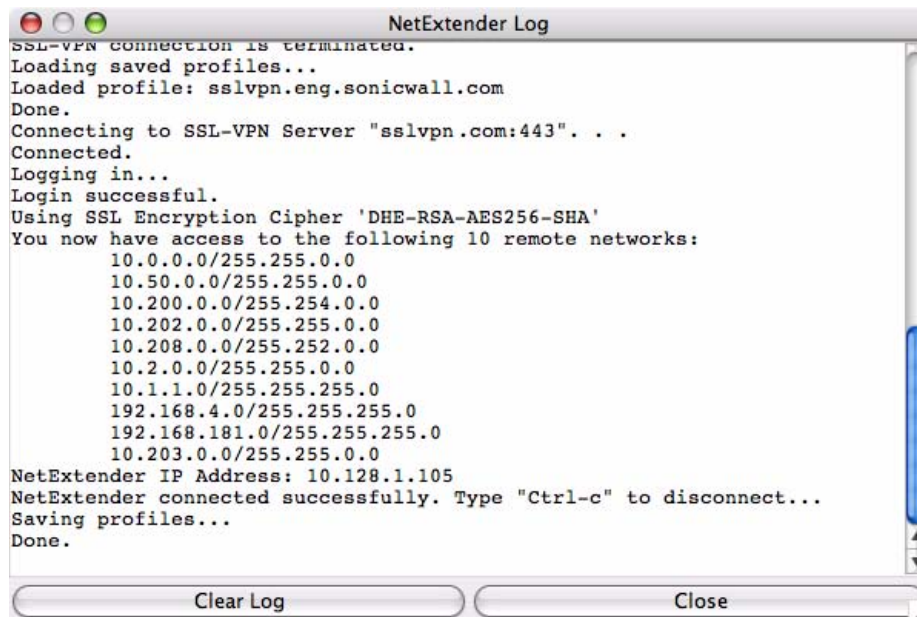 NetExtender Log
SSL-VPN connection is terminated.
Loading saved profiles...
Loaded profile: sslvpn.eng.sonicwall.com
Done.
Connecting to SSL-VPN Server "sslvpn.com:443". . .
Connected.
Logging in...
Login successful.
Using SSL Encryption Cipher 'DHE-RSA-AES256-SHA'
You now have access to the following 10 remote networks:
10.0.0.0/255.255.0.0
10.50.0.0/255.255.0.0
10.200.0.0/255.254.0.0
10.202.0.0/255.255.0.0
10.208.0.0/255.252.0.0
10.2.0.0/255.255.0.0
10.1.1.0/255.255.255.0
192.168.4.0/255.255.255.0
192.168.181.0/255.255.255.0
10.203.0.0/255.255.0.0
NetExtender IP Address: 10.128.1.105
NetExtender connected successfully. Type "Ctrl-c" to disconnect...
Saving profiles...
Done.
Clear Log
Close